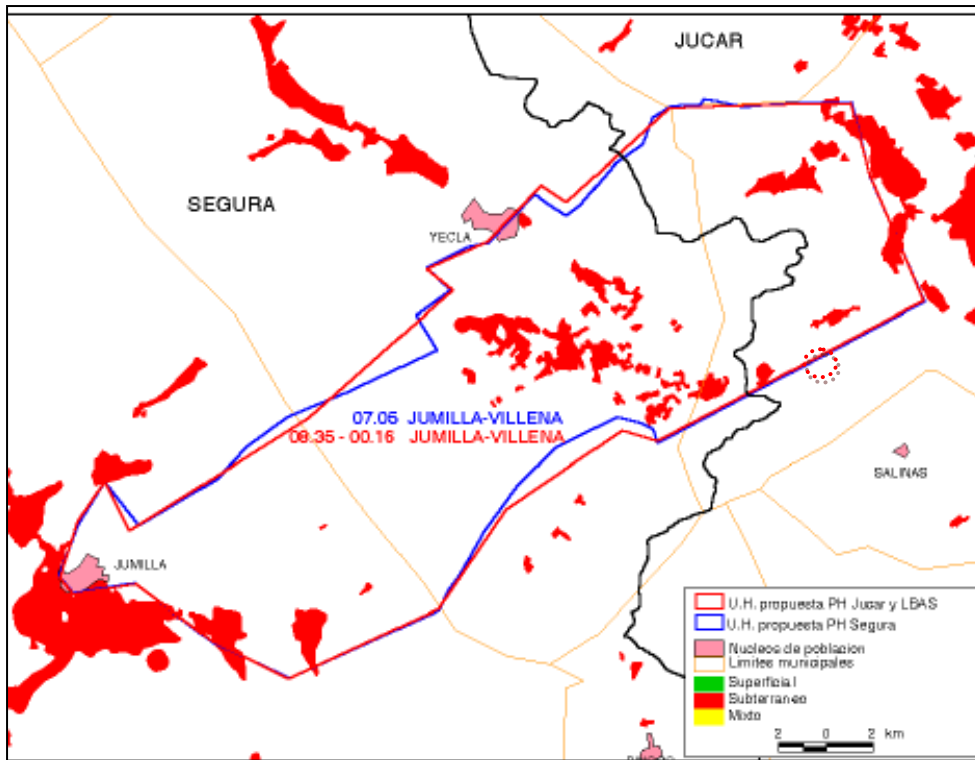 JUCAR
SEGURA
YECLA
07.05 JUMILLA-VILLENA
08.35 - 00.16 JUMILLA-VILLENA
SALINAS
JUMILLA
U.H. propuesta PH Jucar y LBAS
U.H. propuesta PH Segura
Nucleos de poblacion
Limites municipales
Superficial
Subterraneo
Mixto
2 0 2 km